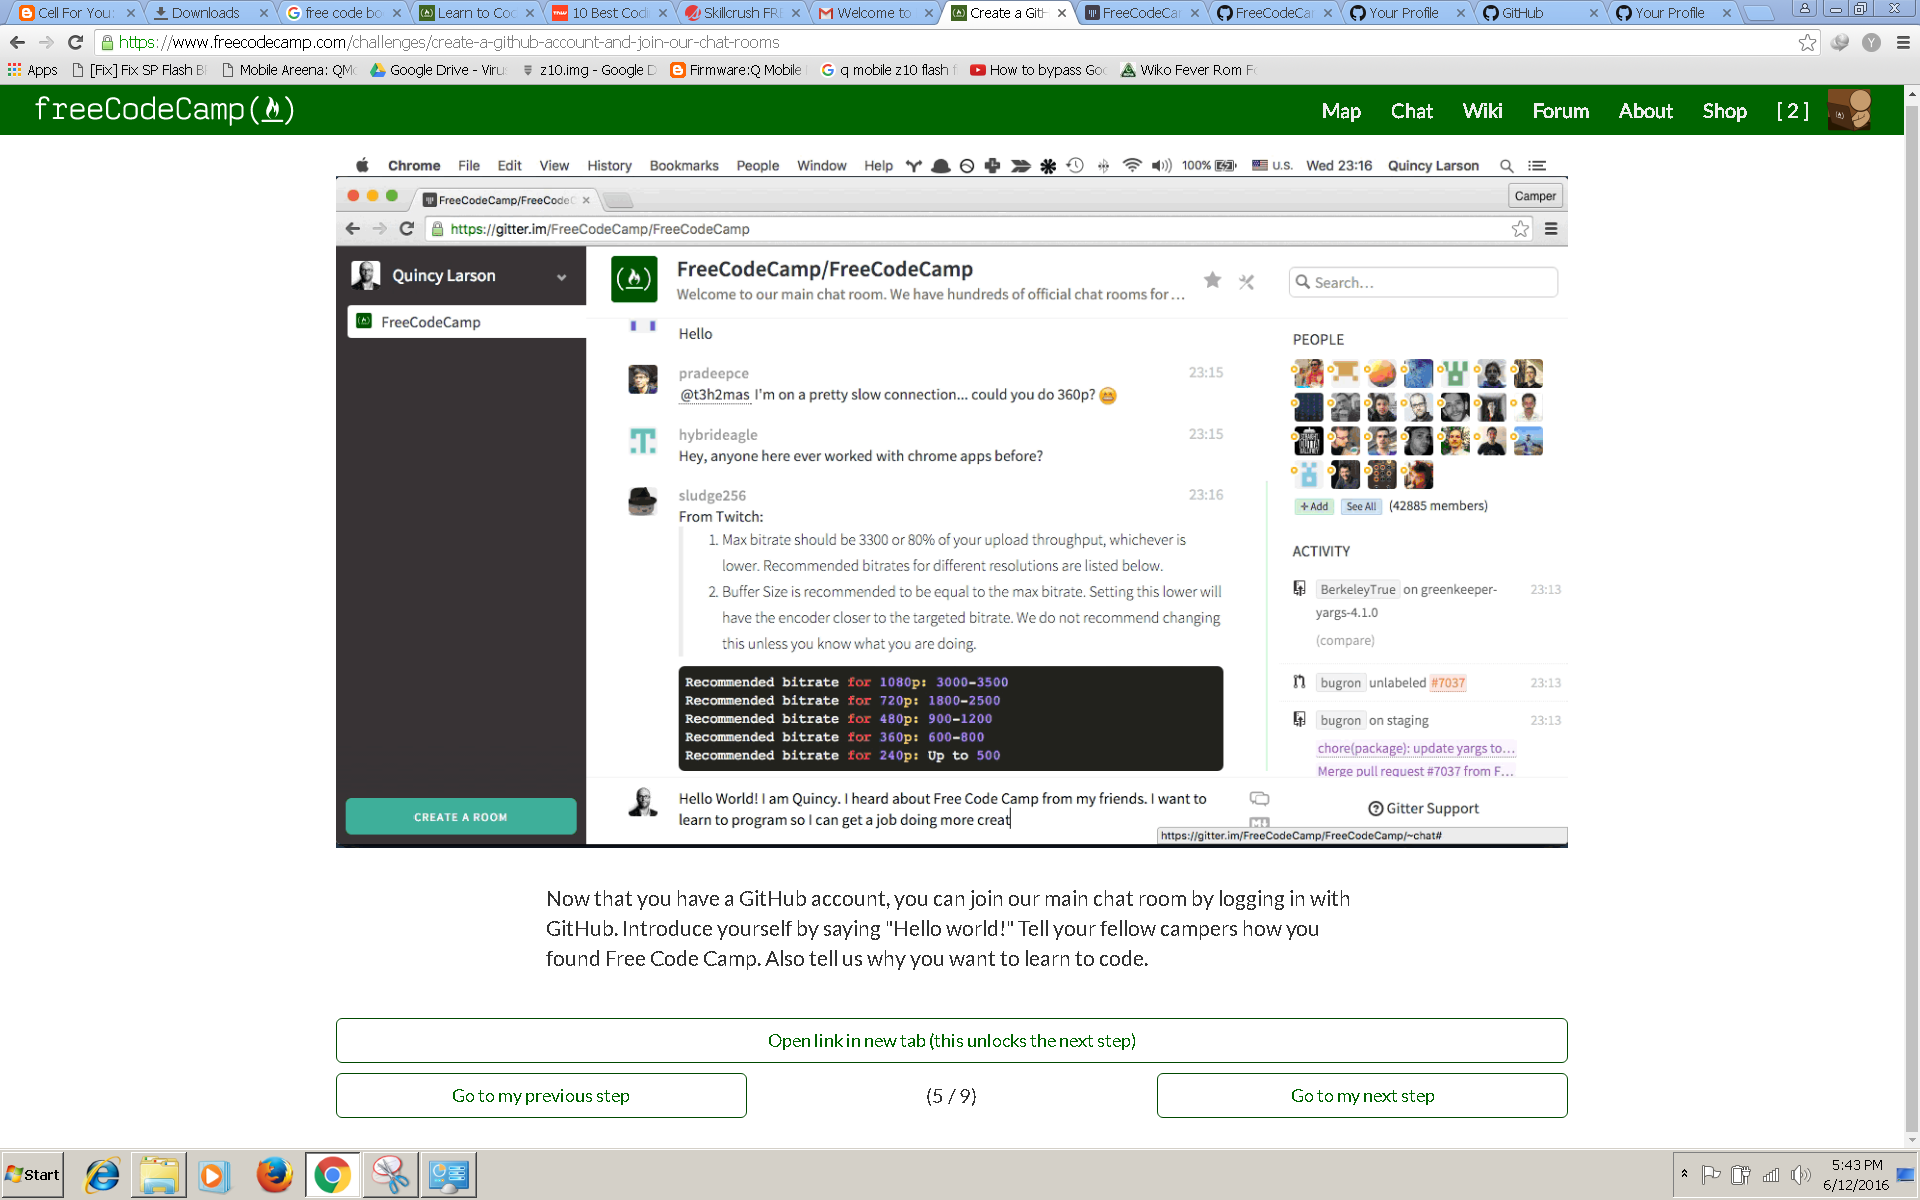 Cell For You:
Downloads
free code bo
Learn to Coc
10 Best Codi
Skillcrush FRE
Welcome to
Create a GitH
FreeCodeCar
FreeCodeCar
Your Profile
GitHub
Your Profile
https://www.freecodecamp.com/challenges/create-a-github-account-and-join-our-chat-rooms
Apps
[Fix] Fix SP Flash
Mobile Areena: QMo
Google Drive - Viru
z10.img - Google D
Firmware:Q Mobile
q mobile z10 flash f
How to bypass Goo
Wiko Fever Rom F
freeCodeCamp(
)
Map Chat Wiki Forum About Shop [ 2 ]
Chrome File Edit View History Bookmarks People Window Help 100% U.S. Wed 23:16 Quincy Larson
FreeCodeCamp/FreeCodeC
Camper
https://gitter.im/FreeCodeCamp/FreeCodeCamp
Quincy Larson
FreeCodeCamp
CREATE A ROOM
FreeCodeCamp/FreeCodeCamp
Welcome to our main chat room. We have hundreds of official chat rooms for…
Search...
Hello
pradeepce 23:15
@t3h2mas I'm on a pretty slow connection... could you do 360p? 😄
hybrideagle 23:15
Hey, anyone here ever worked with chrome apps before?
sludge256 23:16
From Twitch:
1. Max bitrate should be 3300 or 80% of your upload throughput, whichever is
lower. Recommended bitrates for different resolutions are listed below.
2. Buffer Size is recommended to be equal to the max bitrate. Setting this lower will
have the encoder closer to the targeted bitrate. We do not recommend changing
this unless you know what you are doing.
Recommended bitrate for 1080p: 3000-3500
Recommended bitrate for 720p: 1800-2500
Recommended bitrate for 480p: 900-1200
Recommended bitrate for 360p: 600-800
Recommended bitrate for 240p: Up to 500
Hello World! I am Quincy. I heard about Free Code Camp from my friends. I want to
learn to program so I can get a job doing more creat
PEOPLE
+ Add See All (42885 members)
ACTIVITY
BerkeleyTrue on greenkeeper- 23:13
yargs-4.1.0
(compare)
bugron unlabeled #7037 23:13
bugron on staging 23:13
chore(package): update yargs to…
Merge pull request #7037 from F…
Gitter Support
https://gitter.im/FreeCodeCamp/FreeCodeCamp/~chat#
Now that you have a GitHub account, you can join our main chat room by logging in with
GitHub. Introduce yourself by saying "Hello world!" Tell your fellow campers how you
found Free Code Camp. Also tell us why you want to learn to code.
Open link in new tab (this unlocks the next step)
Go to my previous step
(5 / 9)
Go to my next step
Start
5:43 PM
6/12/2016